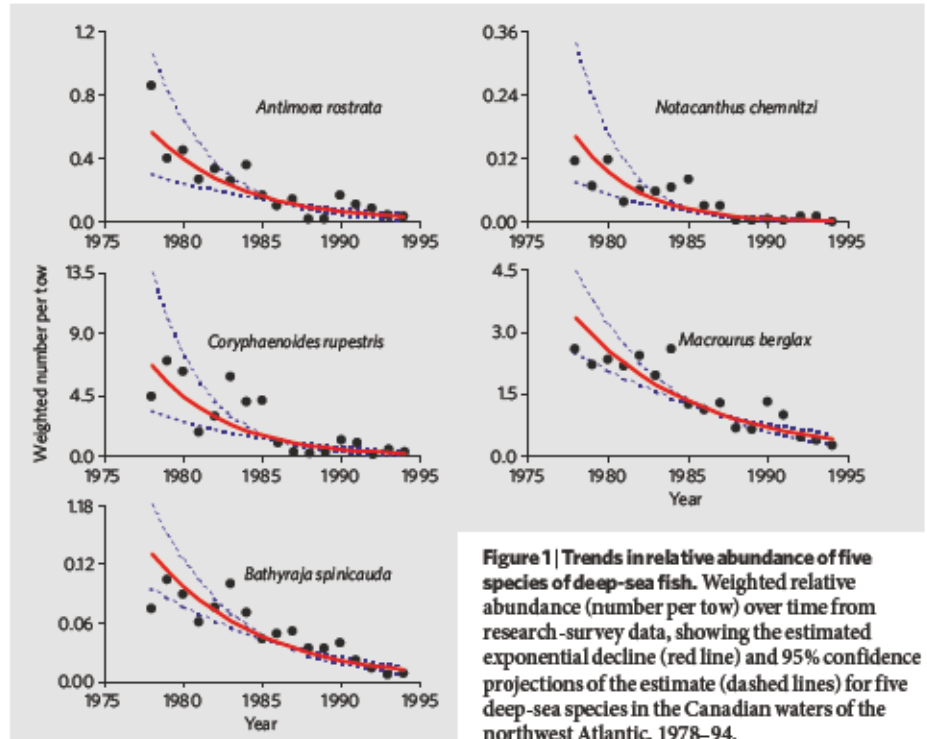 1.2
0.8
0.4
0.0
1975 1980 1985 1990 1995
Antimora rostrata
0.36
0.24
0.12
0.00
1975 1980 1985 1990 1995
Notacanthus chemnitzi
Weighted number per tow
13.5
9.0
4.5
0.0
1975 1980 1985 1990 1995
Coryphaenoides rupestris
4.5
3.0
1.5
0.0
1975 1980 1985 1990 1995
Year
Macrourus berglax
1.18
0.12
0.06
0.00
1975 1980 1985 1990 1995
Year
Bathyraja spinicauda
Figure 1 | Trends in relative abundance of five
species of deep-sea fish. Weighted relative
abundance (number per tow) over time from
research-survey data, showing the estimated
exponential decline (red line) and 95% confidence
projections of the estimate (dashed lines) for five
deep-sea species in the Canadian waters of the
northwest Atlantic, 1978–94.